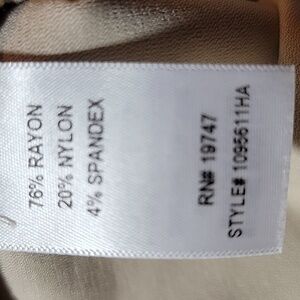 76% RAYON
20% NYLON
4% SPANDEX
RN# 19747
STYLE# 1095611HA